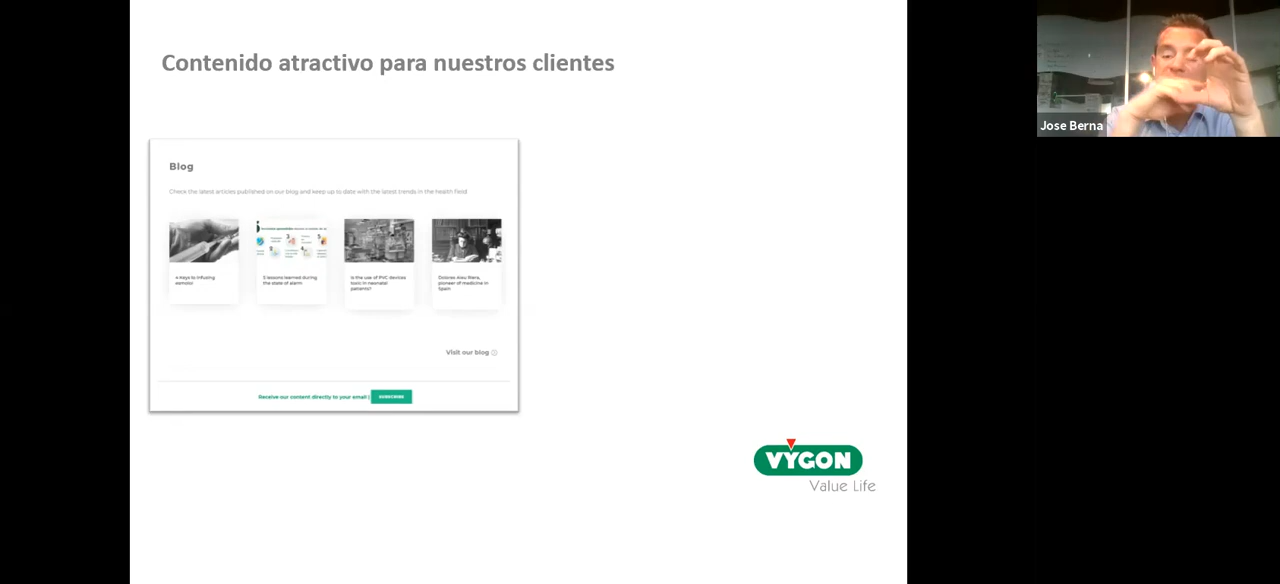 Contenido atractivo para nuestros clientes
Blog
Check the latest articles published on our blog and keep up to date with the latest trends in the health field!
4 Keys to infusing
esmolol
5 lessons learned during
the state of alarm
Is the use of PVC devices
toxic in neonatal
patients?
Dolores Aleu Riera,
pioneer of medicine in
Spain
Visit our blog
Receive our content directly to your email |
SUBSCRIBE
VYGON
Value Life
Jose Berna